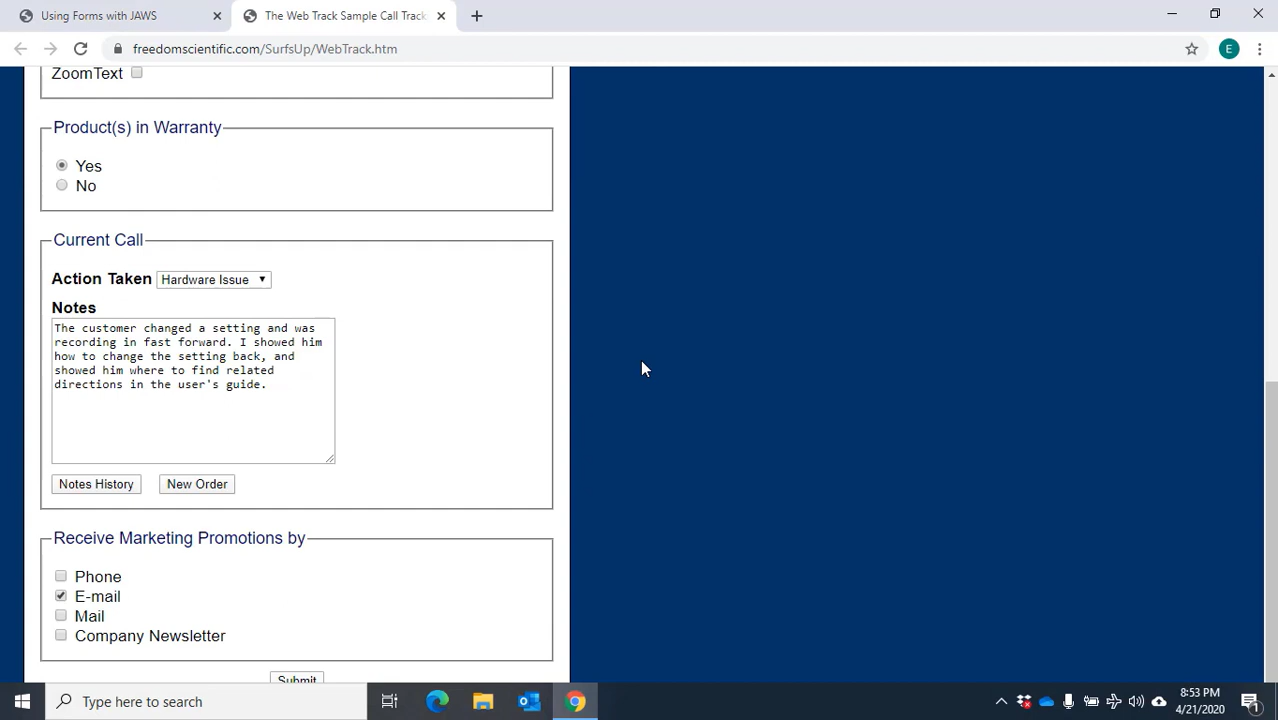 Using Forms with JAWS
The Web Track Sample Call Track
freedomscientific.com/SurfsUp/WebTrack.htm
E
ZoomText
Product(s) in Warranty
Yes
No
Current Call
Action Taken Hardware Issue
Notes
The customer changed a setting and was
recording in fast forward. I showed him
how to change the setting back, and
showed him where to find related
directions in the user's guide.
Notes History New Order
Receive Marketing Promotions by
Phone
E-mail
Mail
Company Newsletter
Submit
Type here to search
8:53 PM
4/21/2020
1